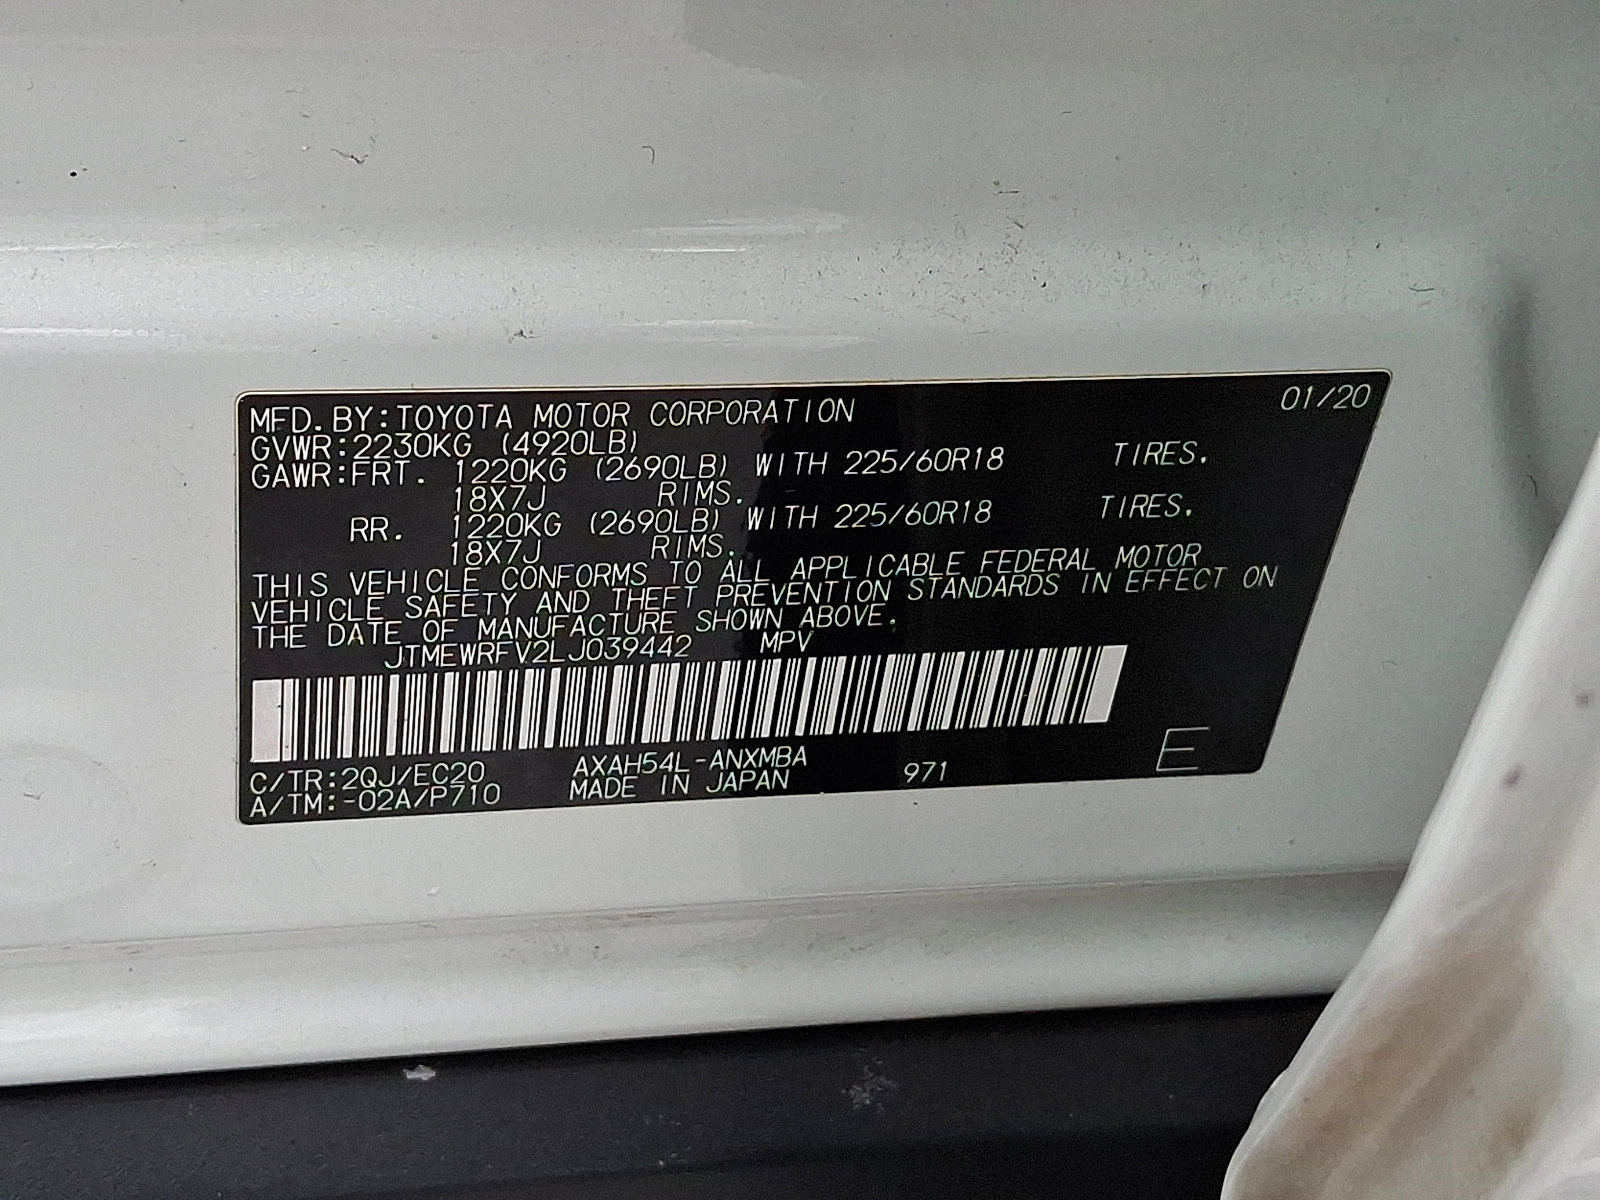 MFD.BY:TOYOTA MOTOR CORPORATION 01/20
GVWR:2230KG (4920LB)
GAWR:FRT. 1220KG (2690LB) WITH 225/60R18 TIRES.
18X7J RIMS.
RR. 1220KG (2690LB) WITH 225/60R18 TIRES.
18X7J RIMS.
THIS VEHICLE CONFORMS TO ALL APPLICABLE FEDERAL MOTOR
VEHICLE SAFETY AND THEFT PREVENTION STANDARDS IN EFFECT ON
THE DATE OF MANUFACTURE SHOWN ABOVE.
JTMEWRFV2LJ039442 MPV
C/TR:2QJ/EC20 AXAH54L-ANXMBA
A/TM:-02A/P710 MADE IN JAPAN 971 E